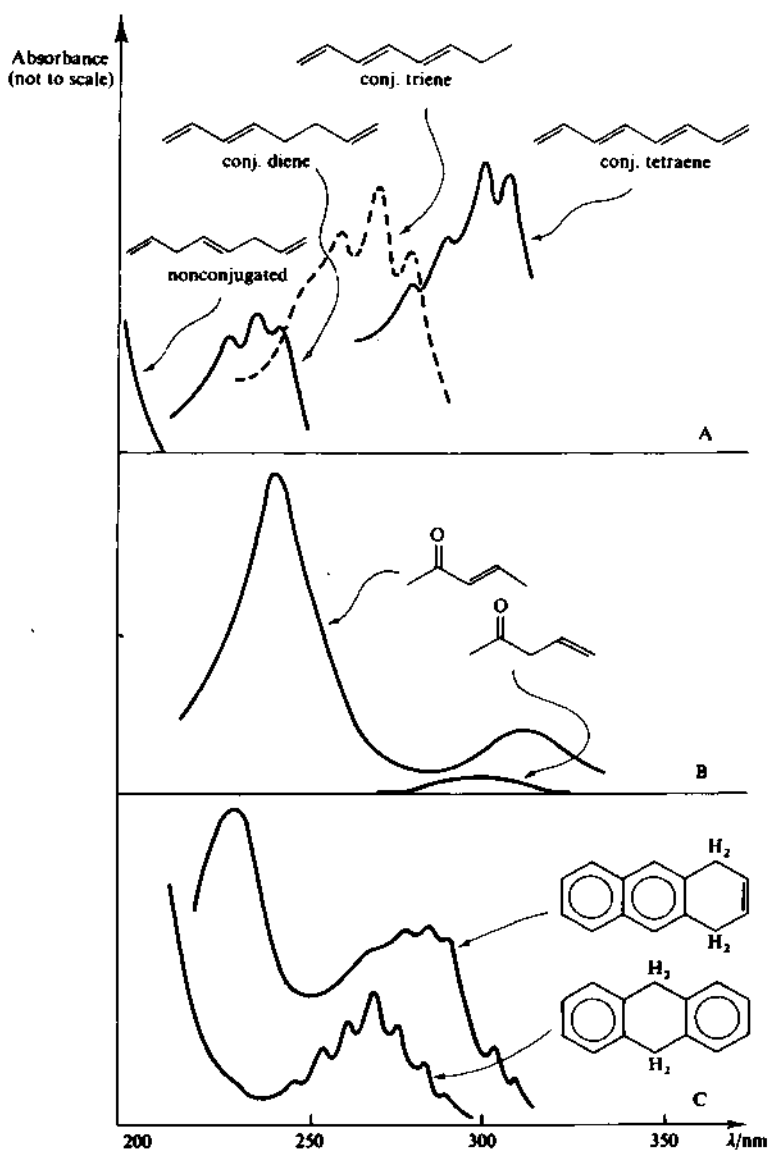 Absorbance
(not to scale)
conj. triene
conj. diene
conj. tetraene
nonconjugated
A
O
O
B
H₂
H₂
H₂
H₂
C
200 250 300 350 λ/nm